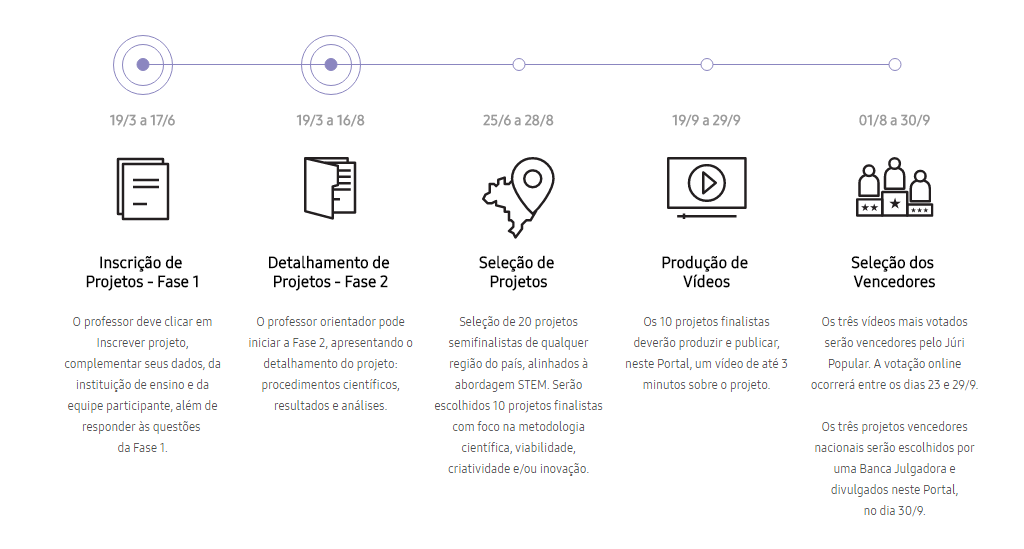 19/3 a 17/6
Inscrição de
Projetos - Fase 1
O professor deve clicar em
Inscrever projeto,
complementar seus dados, da
instituição de ensino e da
equipe participante, além de
responder às questões
da Fase 1.
19/3 a 16/8
Detalhamento de
Projetos - Fase 2
O professor orientador pode
iniciar a Fase 2, apresentando o
detalhamento do projeto:
procedimentos científicos,
resultados e análises.
25/6 a 28/8
Seleção de
Projetos
Seleção de 20 projetos
semifinalistas de qualquer
região do país, alinhados à
abordagem STEM. Serão
escolhidos 10 projetos finalistas
com foco na metodologia
científica, viabilidade,
criatividade e/ou inovação.
19/9 a 29/9
Produção de
Vídeos
Os 10 projetos finalistas
deverão produzir e publicar,
neste Portal, um vídeo de até 3
minutos sobre o projeto.
01/8 a 30/9
Seleção dos
Vencedores
Os três vídeos mais votados
serão vencedores pelo Júri
Popular. A votação online
ocorrerá entre os dias 23 e 29/9.
Os três projetos vencedores
nacionais serão escolhidos por
uma Banca Julgadora e
divulgados neste Portal,
no dia 30/9.